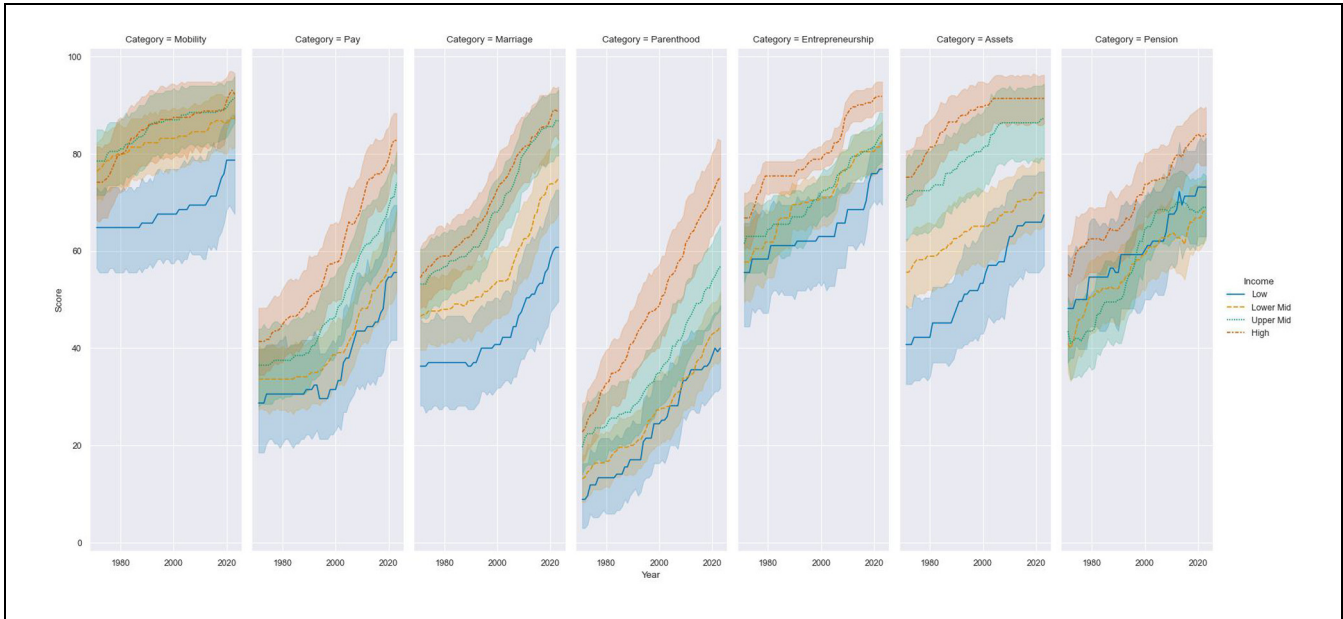 Category = Mobility
Category = Pay
Category = Marriage
Category = Parenthood
Category = Entrepreneurship
Category = Assets
Category = Pension
100
80
60
40
20
0
Score
1980 2000 2020
1980 2000 2020
1980 2000 2020
1980 2000 2020
1980 2000 2020
1980 2000 2020
1980 2000 2020
Year
Income
Low
Lower Mid
Upper Mid
High